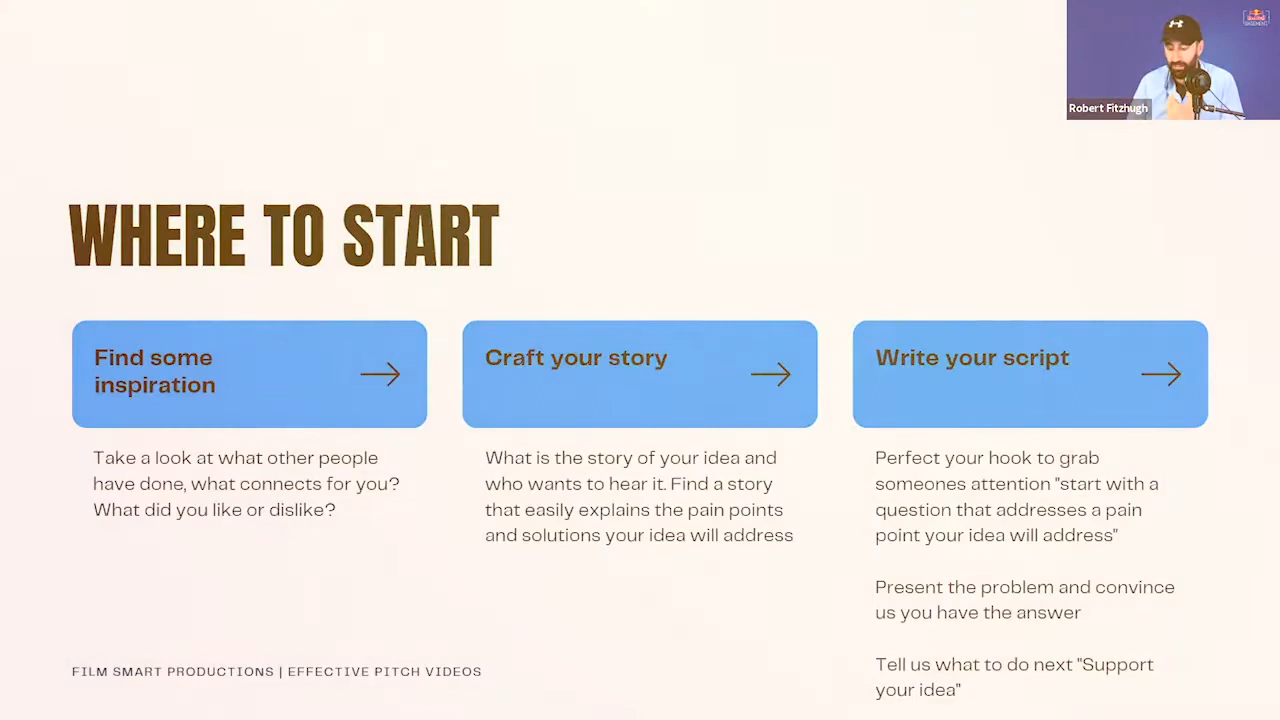 Robert Fitzhugh
WHERE TO START
Find some
inspiration
Take a look at what other people
have done, what connects for you?
What did you like or dislike?
Craft your story
What is the story of your idea and
who wants to hear it. Find a story
that easily explains the pain points
and solutions your idea will address
Write your script
Perfect your hook to grab
someones attention "start with a
question that addresses a pain
point your idea will address"
Present the problem and convince
us you have the answer
Tell us what to do next "Support
your idea"
FILM SMART PRODUCTIONS | EFFECTIVE PITCH VIDEOS